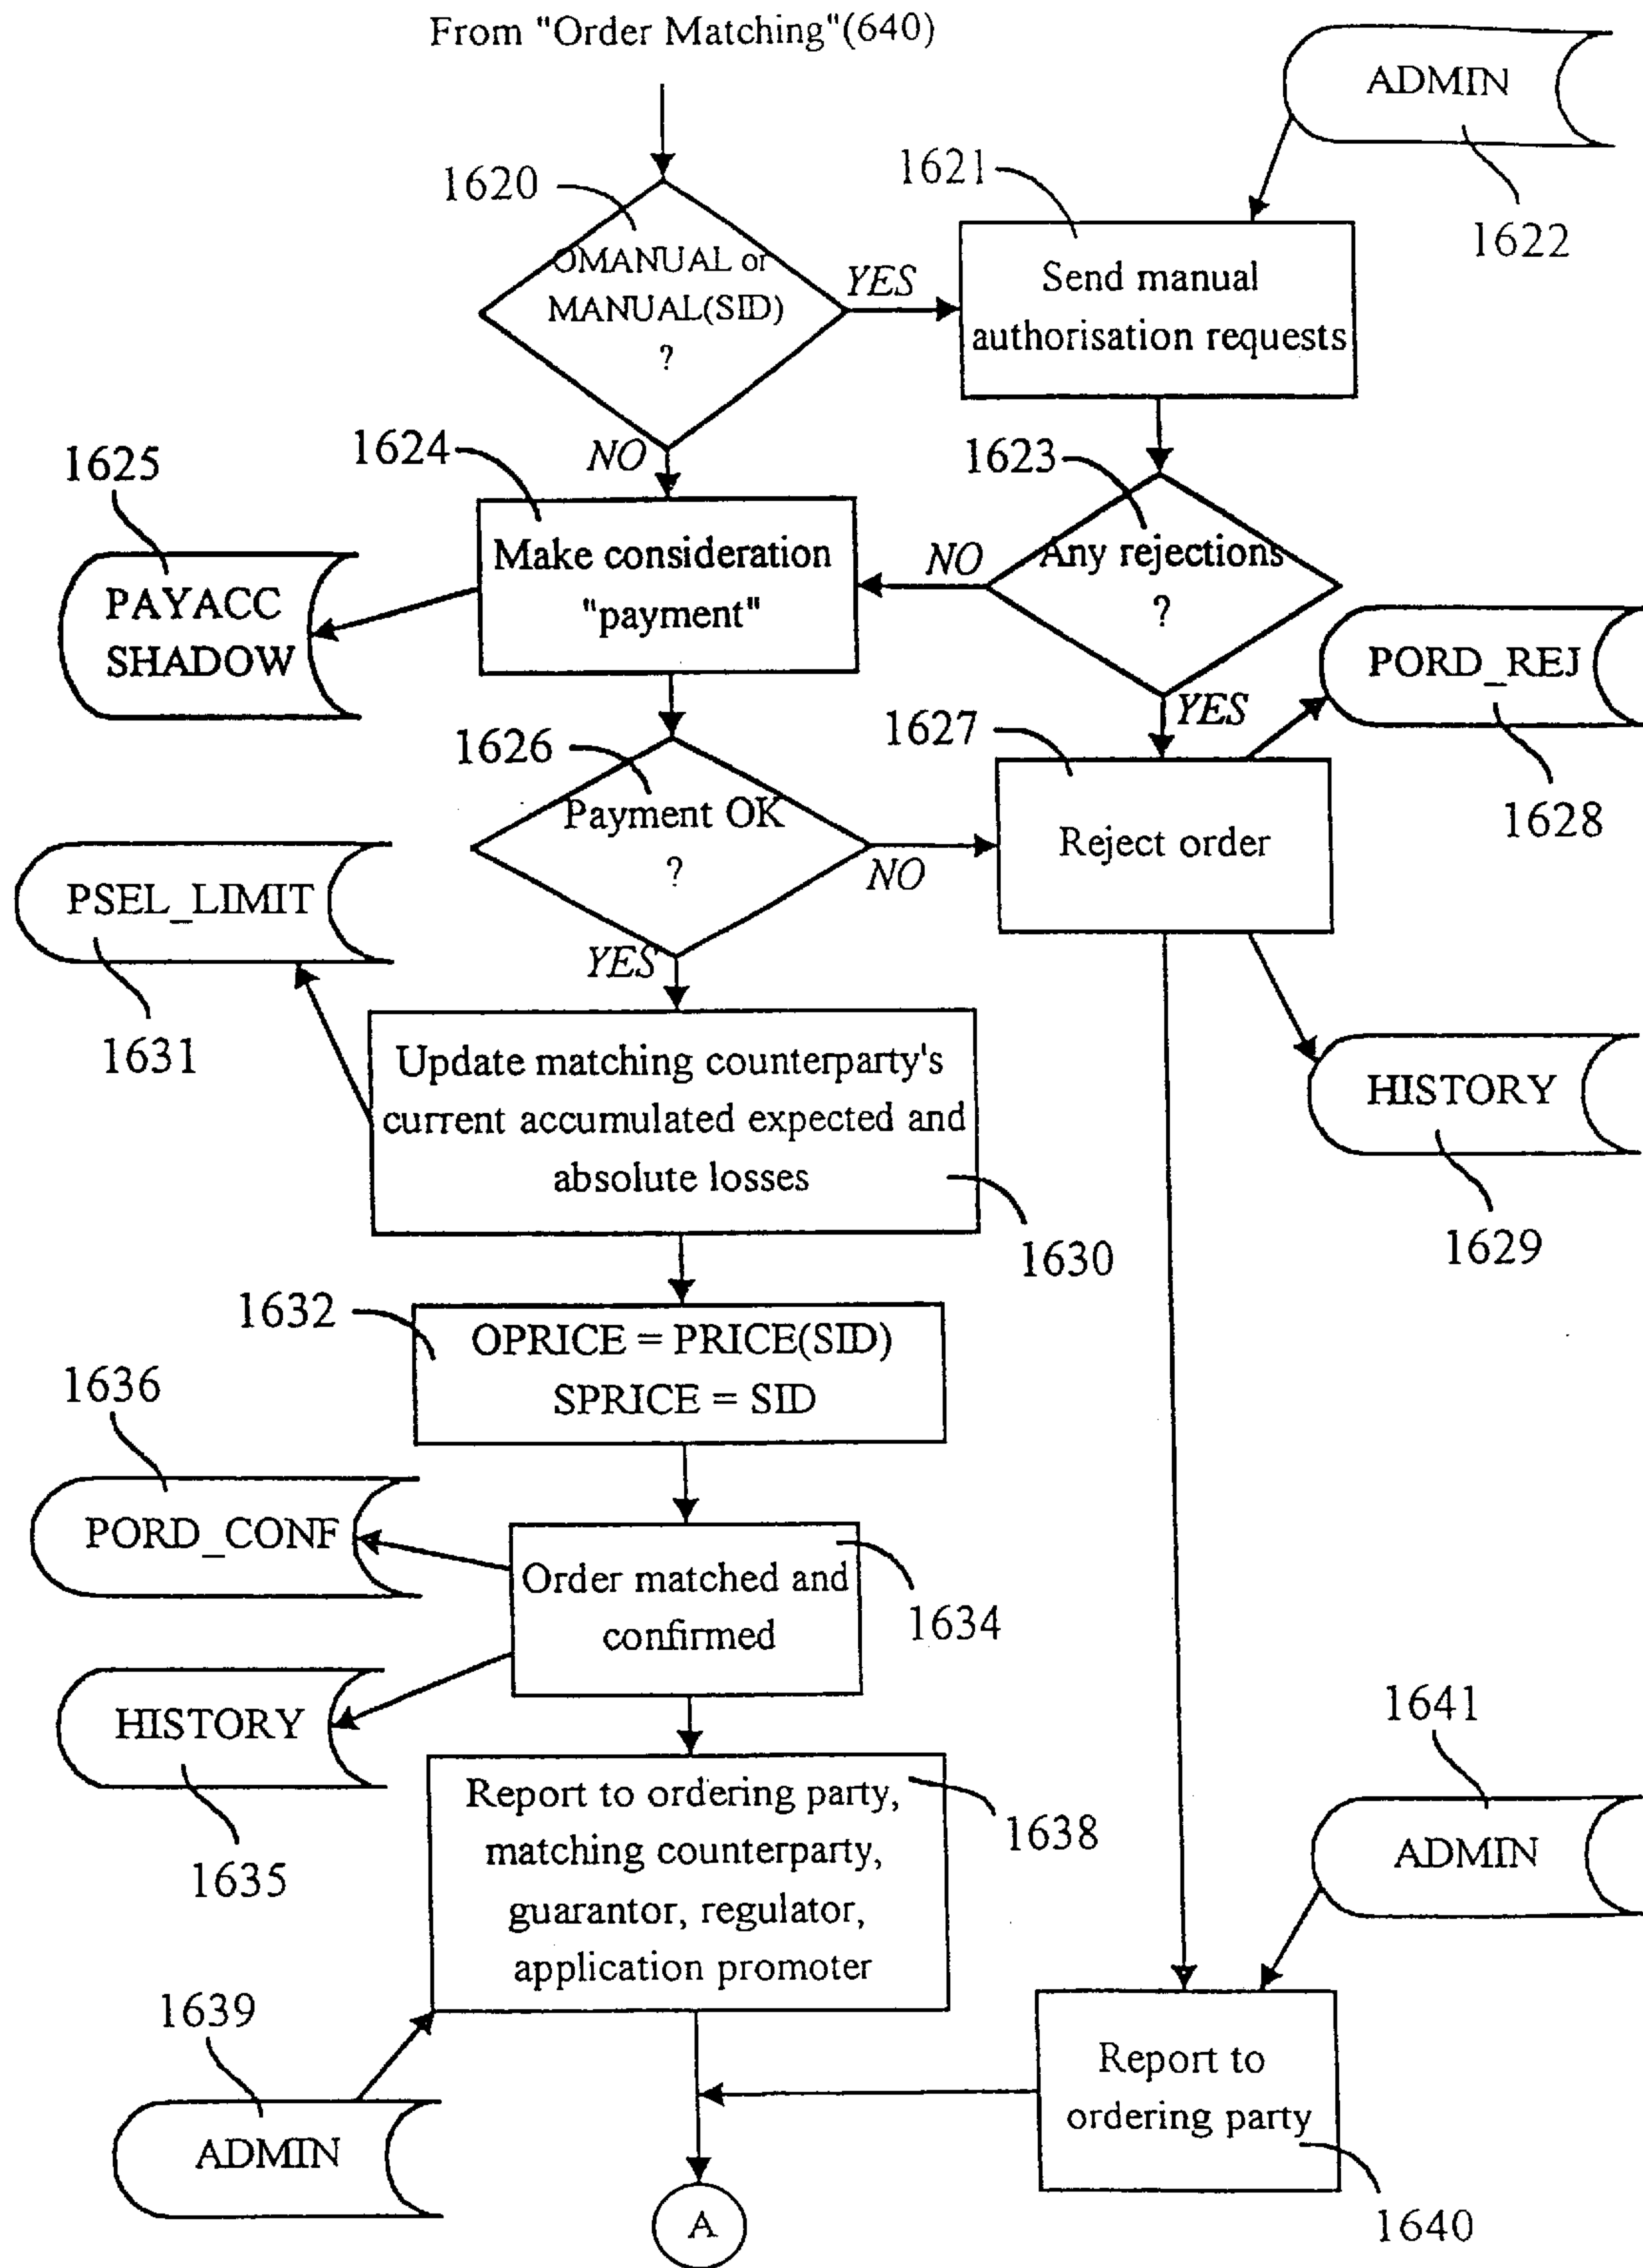 From "Order Matching"(640)
ADMIN
1622
1620
OMANUAL or
MANUAL(SID)
?
YES
NO
1621
Send manual
authorisation requests
1623
Any rejections
?
NO
YES
1624
Make consideration
"payment"
1625
PAYACC
SHADOW
1626
Payment OK
?
NO
YES
1627
Reject order
PORD_REJ
1628
HISTORY
1629
PSEL_LIMIT
1631
Update matching counterparty's
current accumulated expected and
absolute losses
1630
1632
OPRICE = PRICE(SID)
SPRICE = SID
1636
PORD_CONF
Order matched and
confirmed
1634
HISTORY
1635
Report to ordering party,
matching counterparty,
guarantor, regulator,
application promoter
1638
1641
ADMIN
1639
ADMIN
Report to
ordering party
1640
A